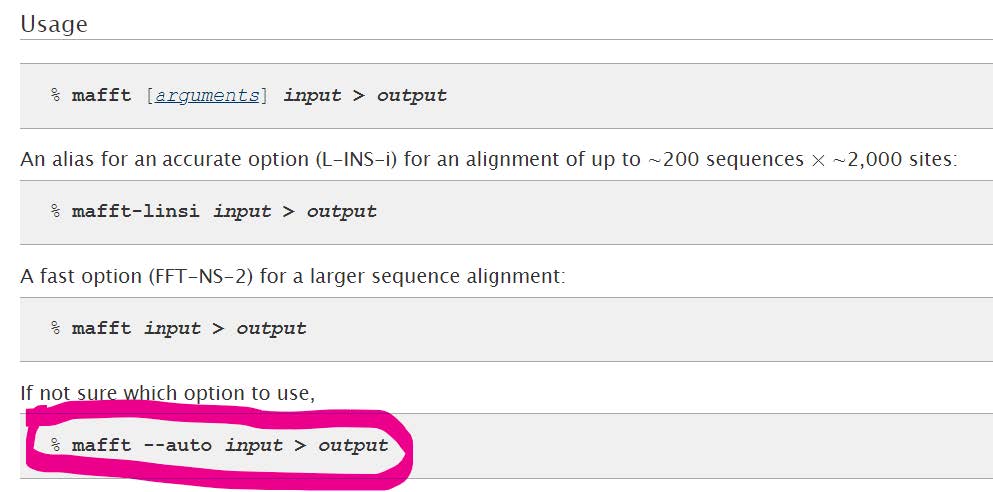 Usage
% mafft [arguments] input > output
An alias for an accurate option (L-INS-i) for an alignment of up to ~200 sequences × ~2,000 sites:
% mafft-linsi input > output
A fast option (FFT-NS-2) for a larger sequence alignment:
% mafft input > output
If not sure which option to use,
% mafft --auto input > output